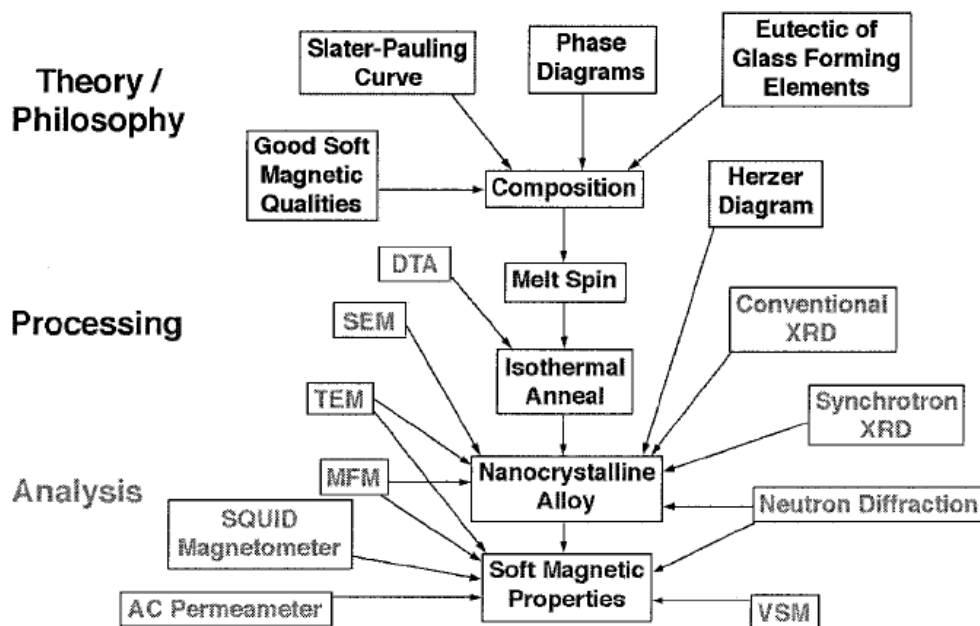 Theory /
Philosophy
Slater-Pauling
Curve
Phase
Diagrams
Eutectic of
Glass Forming
Elements
Good Soft
Magnetic
Qualities
Composition
Herzer
Diagram
DTA
Melt Spin
Processing
SEM
Conventional
XRD
Isothermal
Anneal
TEM
Synchrotron
XRD
Analysis
MFM
Nanocrystalline
Alloy
Neutron Diffraction
SQUID
Magnetometer
Soft Magnetic
Properties
AC Permeameter
VSM